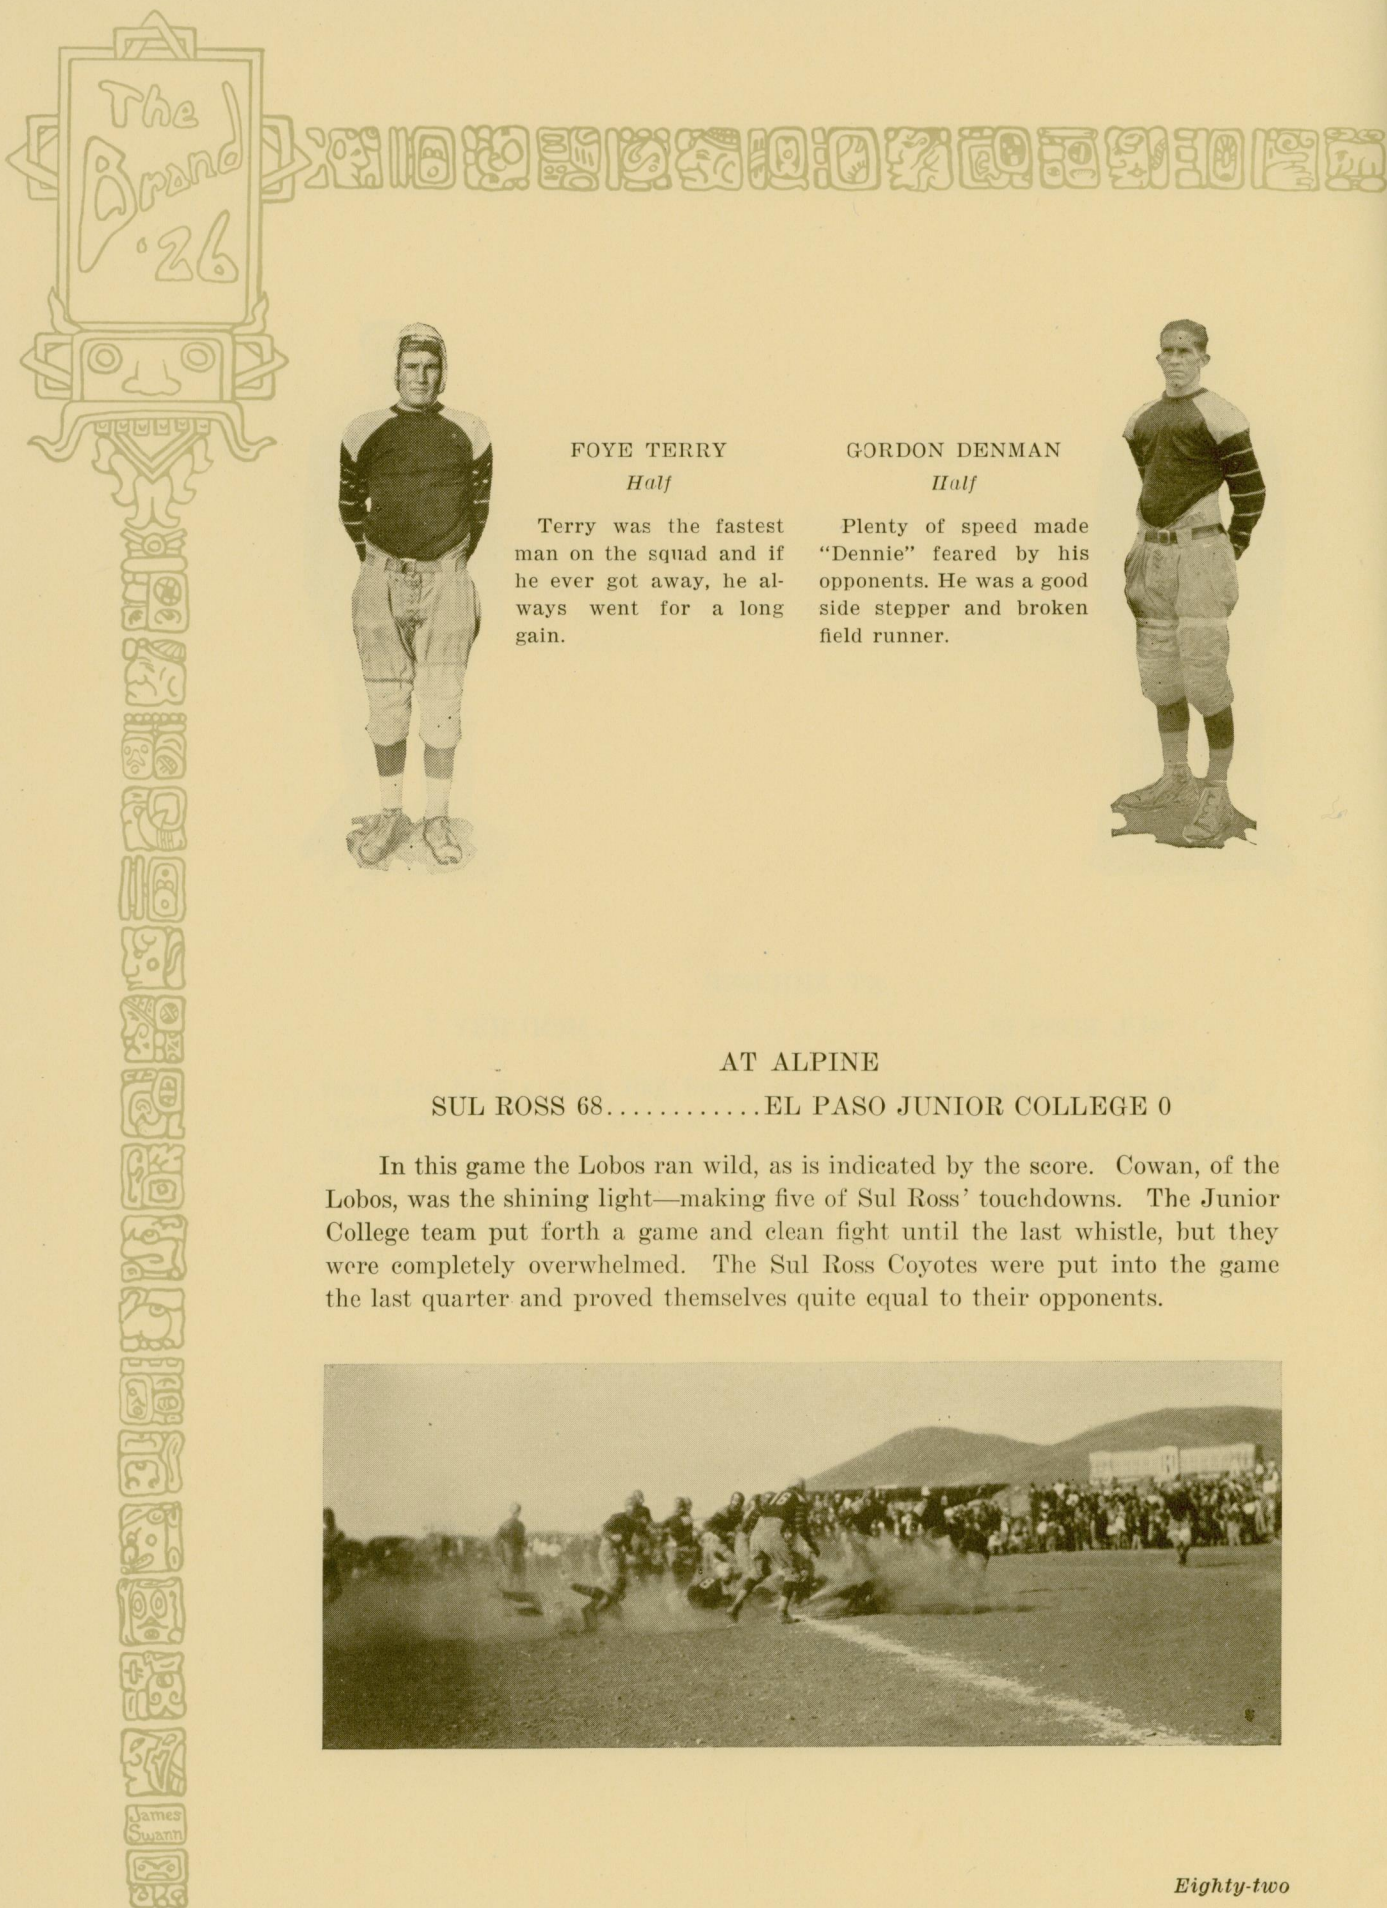 The
Brand
'26
FOYE TERRY
Half
Terry was the fastest
man on the squad and if
he ever got away, he al-
ways went for a long
gain.
GORDON DENMAN
Half
Plenty of speed made
“Dennie” feared by his
opponents. He was a good
side stepper and broken
field runner.
AT ALPINE
SUL ROSS 68............EL PASO JUNIOR COLLEGE 0
In this game the Lobos ran wild, as is indicated by the score. Cowan, of the
Lobos, was the shining light—making five of Sul Ross’ touchdowns. The Junior
College team put forth a game and clean fight until the last whistle, but they
were completely overwhelmed. The Sul Ross Coyotes were put into the game
the last quarter and proved themselves quite equal to their opponents.
James
Swann
Eighty-two